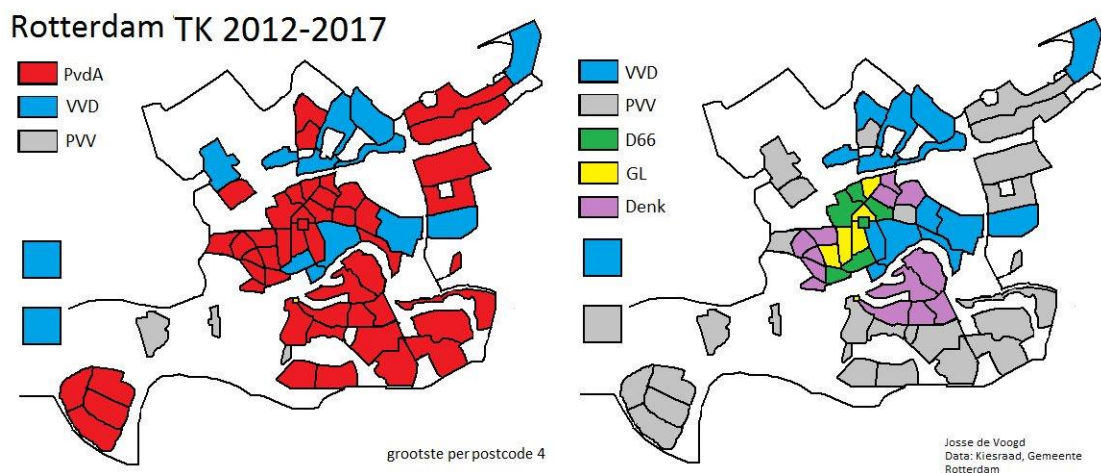 Rotterdam TK 2012-2017
PvdA
VVD
PVV
VVD
PVV
D66
GL
Denk
grootste per postcode 4
Josse de Voogd
Data: Kiesraad, Gemeente
Rotterdam